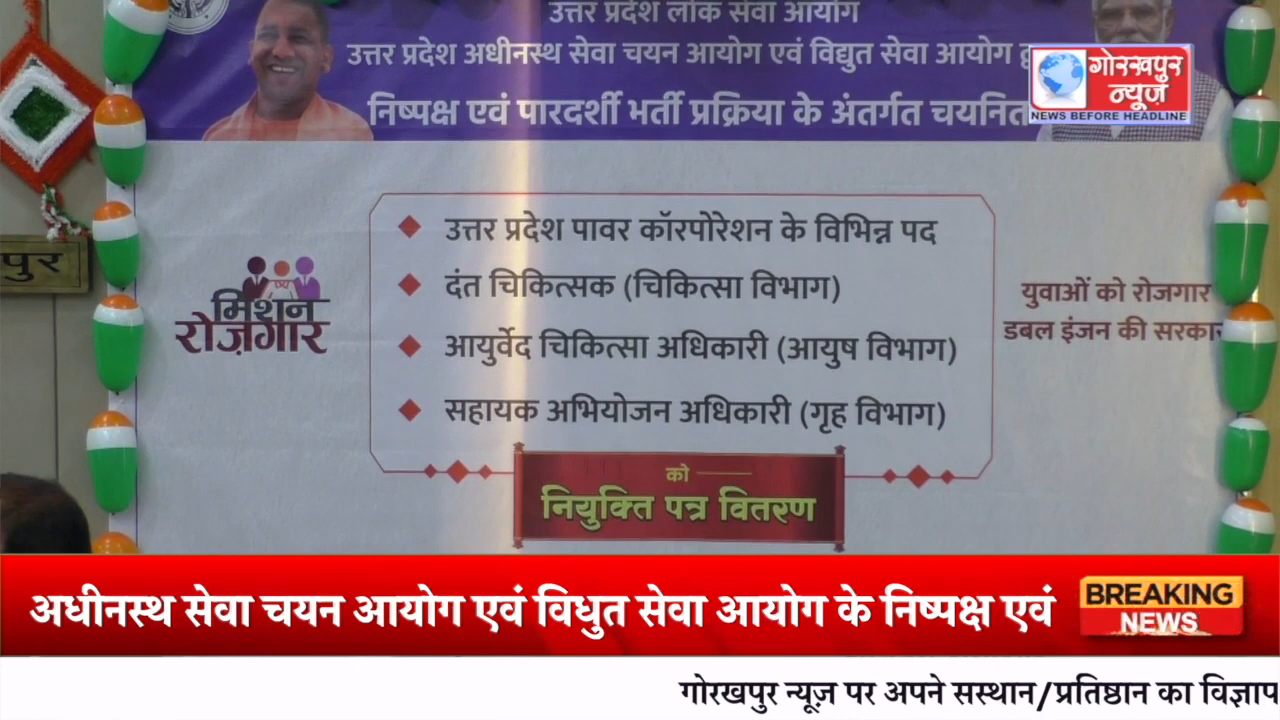 उत्तर प्रदेश लोक सेवा आयोग
उत्तर प्रदेश अधीनस्थ सेवा चयन आयोग एवं विद्युत सेवा आयोग
निष्पक्ष एवं पारदर्शी भर्ती प्रक्रिया के अंतर्गत चयनित
गोरखपुर
न्यूज़
NEWS BEFORE HEADLINE
उत्तर प्रदेश पावर कॉरपोरेशन के विभिन्न पद
दंत चिकित्सक (चिकित्सा विभाग)
आयुर्वेद चिकित्सा अधिकारी (आयुष विभाग)
सहायक अभियोजन अधिकारी (गृह विभाग)
मिशन
रोज़गार
युवाओं को रोजगार
डबल इंजन की सरकार
पुर
को
नियुक्ति पत्र वितरण
अधीनस्थ सेवा चयन आयोग एवं विधुत सेवा आयोग के निष्पक्ष एवं
BREAKING
NEWS
गोरखपुर न्यूज़ पर अपने सस्थान/प्रतिष्ठान का विज्ञाप